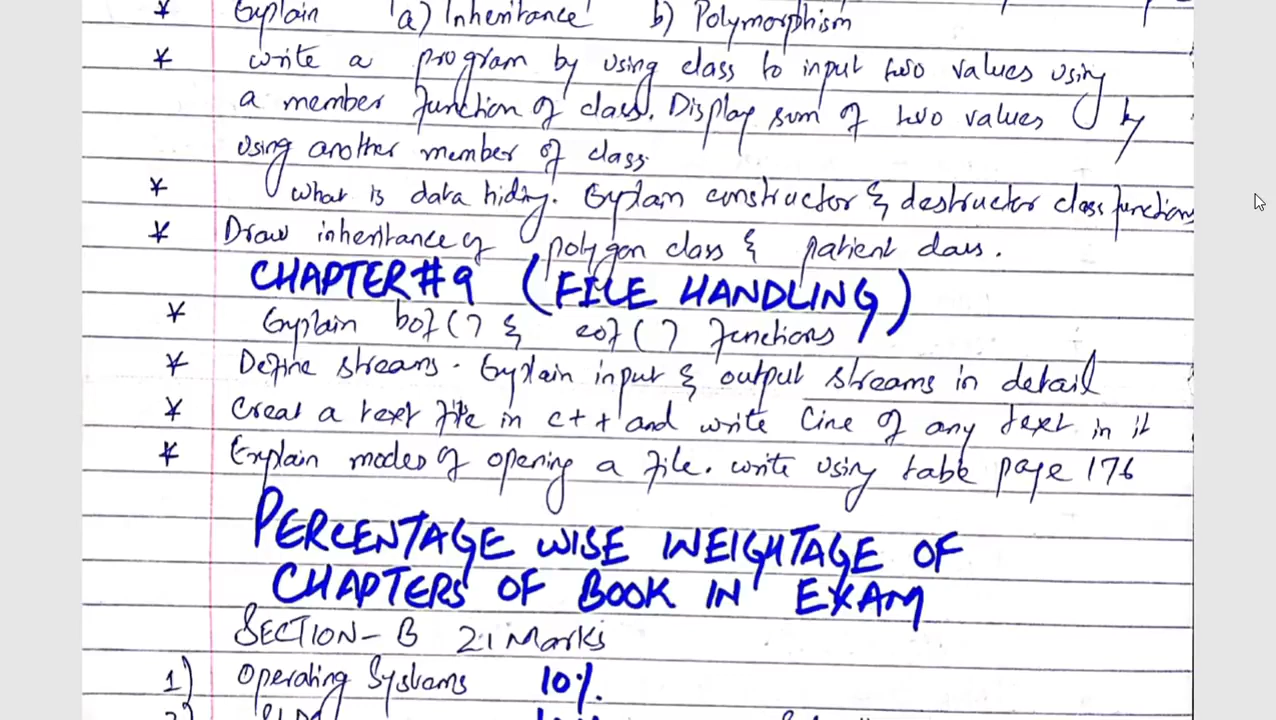 * Explain (a) Inheritance b) Polymorphism
* write a program by using class to input two values using
a member function of class. Display sum of two values by
using another member of class.
* What is data hiding. Explain constructor & destructor class functions
* Draw inheritance of polygon class & patient class.
CHAPTER #9 (FILE HANDLING)
* Explain bof() & eof() functions
* Define streams. Explain input & output streams in detail
* Creat a text file in c++ and write line of any text in it
* Explain modes of opening a file. write using table page 176
PERCENTAGE WISE WEIGHTAGE OF
CHAPTERS OF BOOK IN EXAM
SECTION-B 21 Marks
1) Operating Systems 10%.
2)